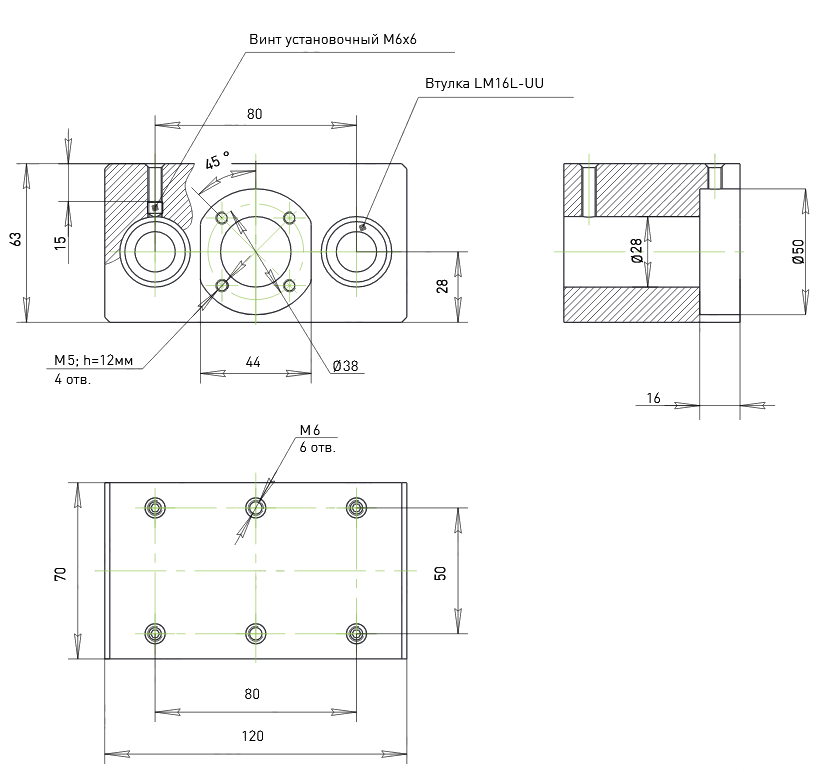 Винт установочный М6х6
Втулка LM16L-UU
80
45 °
63
15
28
Ø28
Ø50
М5; h=12мм
4 отв.
44
Ø38
16
М6
6 отв.
70
50
80
120